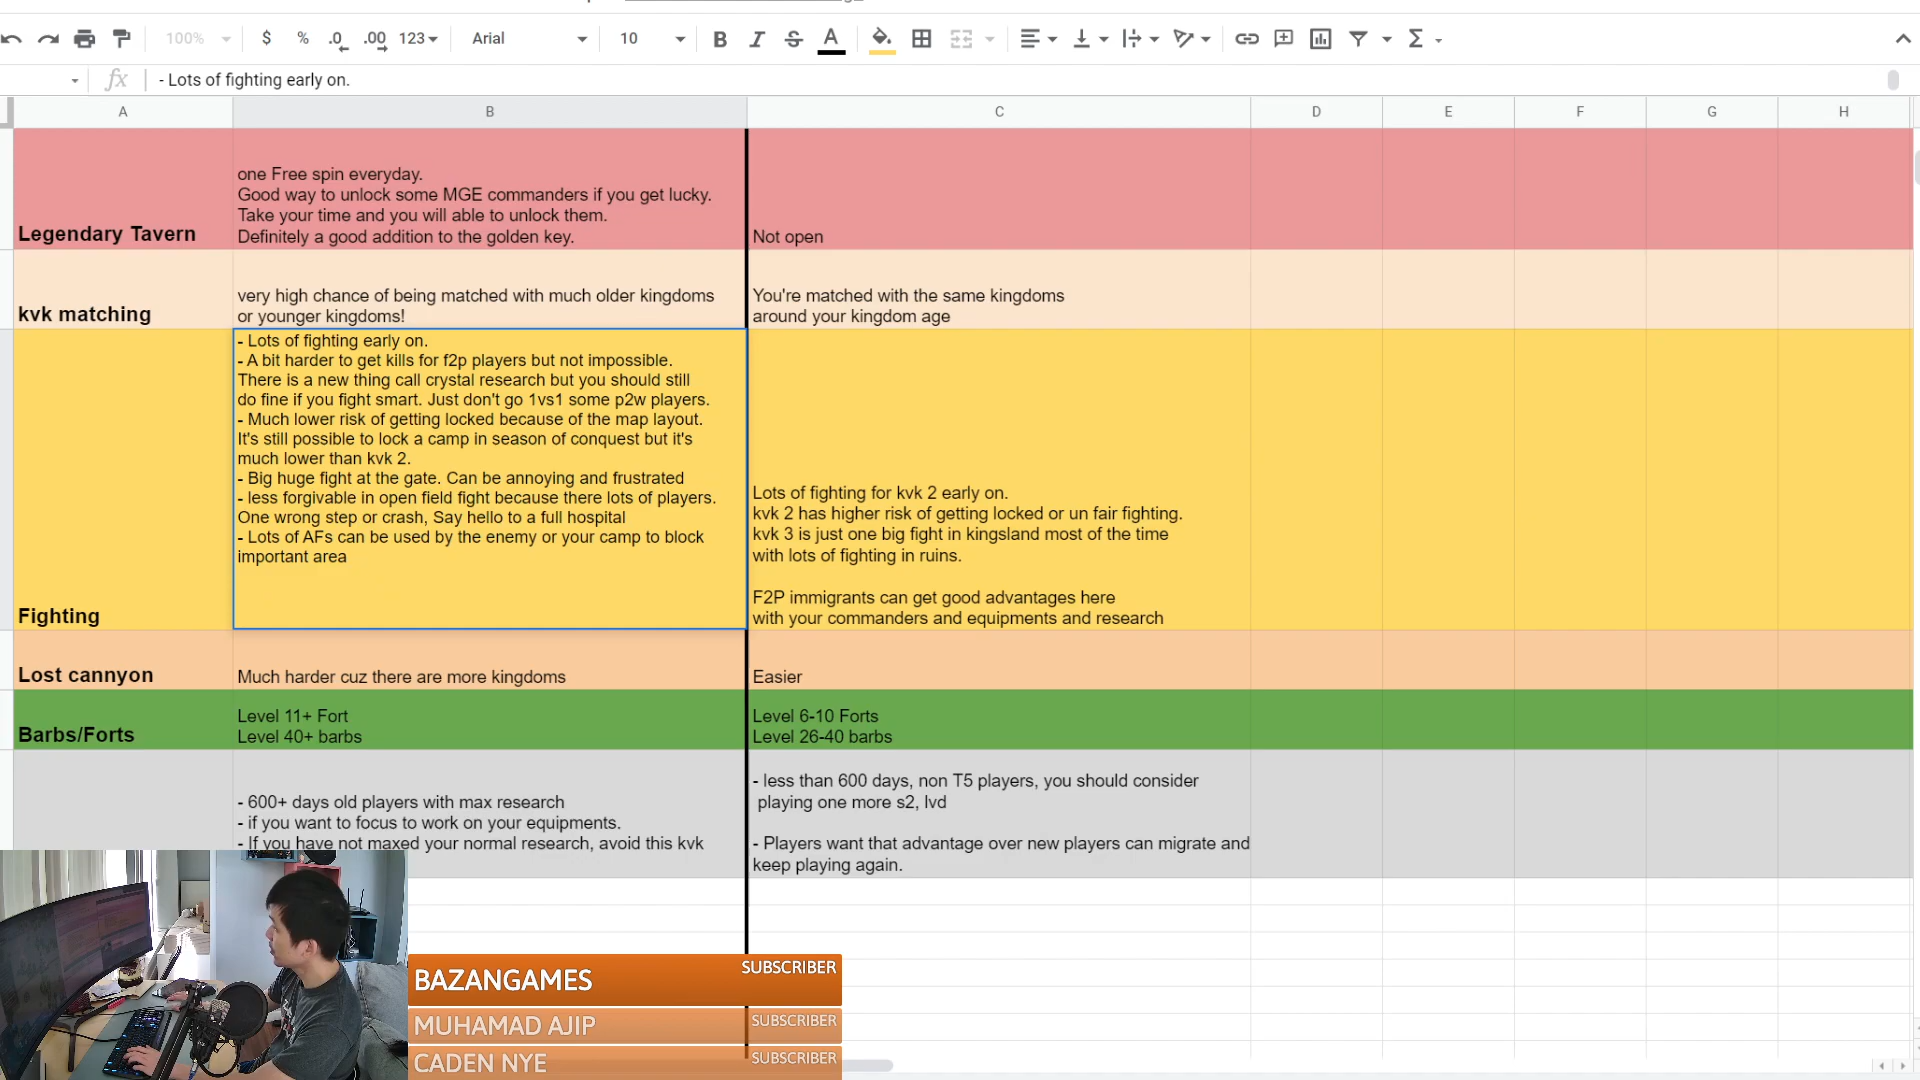 100%
$
%
.0
.00
123
Arial
10
B
I
S
A
Σ
fx
- Lots of fighting early on.
A
B
C
D
E
F
G
H
Legendary Tavern
one Free spin everyday.
Good way to unlock some MGE commanders if you get lucky.
Take your time and you will able to unlock them.
Definitely a good addition to the golden key.
Not open
kvk matching
very high chance of being matched with much older kingdoms
or younger kingdoms!
You're matched with the same kingdoms
around your kingdom age
Fighting
- Lots of fighting early on.
- A bit harder to get kills for f2p players but not impossible.
There is a new thing call crystal research but you should still
do fine if you fight smart. Just don't go 1vs1 some p2w players.
- Much lower risk of getting locked because of the map layout.
It's still possible to lock a camp in season of conquest but it's
much lower than kvk 2.
- Big huge fight at the gate. Can be annoying and frustrated
- less forgivable in open field fight because there lots of players.
One wrong step or crash, Say hello to a full hospital
- Lots of AFs can be used by the enemy or your camp to block
important area
Lots of fighting for kvk 2 early on.
kvk 2 has higher risk of getting locked or un fair fighting.
kvk 3 is just one big fight in kingsland most of the time
with lots of fighting in ruins.
F2P immigrants can get good advantages here
with your commanders and equipments and research
Lost cannyon
Much harder cuz there are more kingdoms
Easier
Barbs/Forts
Level 11+ Fort
Level 40+ barbs
Level 6-10 Forts
Level 26-40 barbs
- 600+ days old players with max research
- if you want to focus to work on your equipments.
- If you have not maxed your normal research, avoid this kvk
- less than 600 days, non T5 players, you should consider
playing one more s2, lvd
- Players want that advantage over new players can migrate and
keep playing again.
BAZANGAMES SUBSCRIBER
MUHAMAD AJIP SUBSCRIBER
CADEN NYE SUBSCRIBER